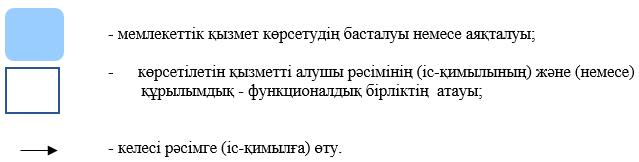 - мемлекеттік қызмет көрсетудің басталуы немесе аяқталуы;
- көрсетілетін қызметті алушы рәсімінің (іс-қимылының) және (немесе)
құрылымдық - функционалдық бірліктің атауы;
- келесі рәсімге (іс-қимылға) өту.